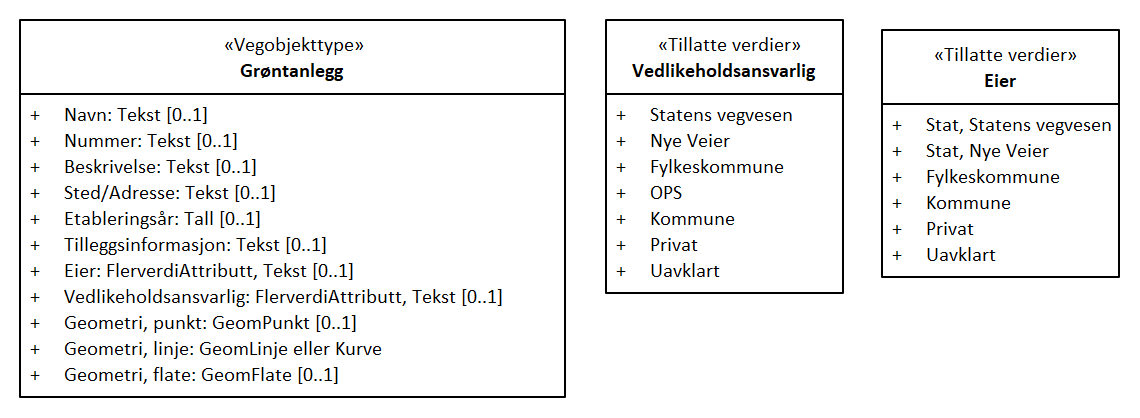 «Vegobjekttype»
Grøntanlegg
+ Navn: Tekst [0..1]
+ Nummer: Tekst [0..1]
+ Beskrivelse: Tekst [0..1]
+ Sted/Adresse: Tekst [0..1]
+ Etableringsår: Tall [0..1]
+ Tilleggsinformasjon: Tekst [0..1]
+ Eier: FlerverdiAttributt, Tekst [0..1]
+ Vedlikeholdsansvarlig: FlerverdiAttributt, Tekst [0..1]
+ Geometri, punkt: GeomPunkt [0..1]
+ Geometri, linje: GeomLinje eller Kurve
+ Geometri, flate: GeomFlate [0..1]
«Tillatte verdier»
Vedlikeholdsansvarlig
+ Statens vegvesen
+ Nye Veier
+ Fylkeskommune
+ OPS
+ Kommune
+ Privat
+ Uavklart
«Tillatte verdier»
Eier
+ Stat, Statens vegvesen
+ Stat, Nye Veier
+ Fylkeskommune
+ Kommune
+ Privat
+ Uavklart